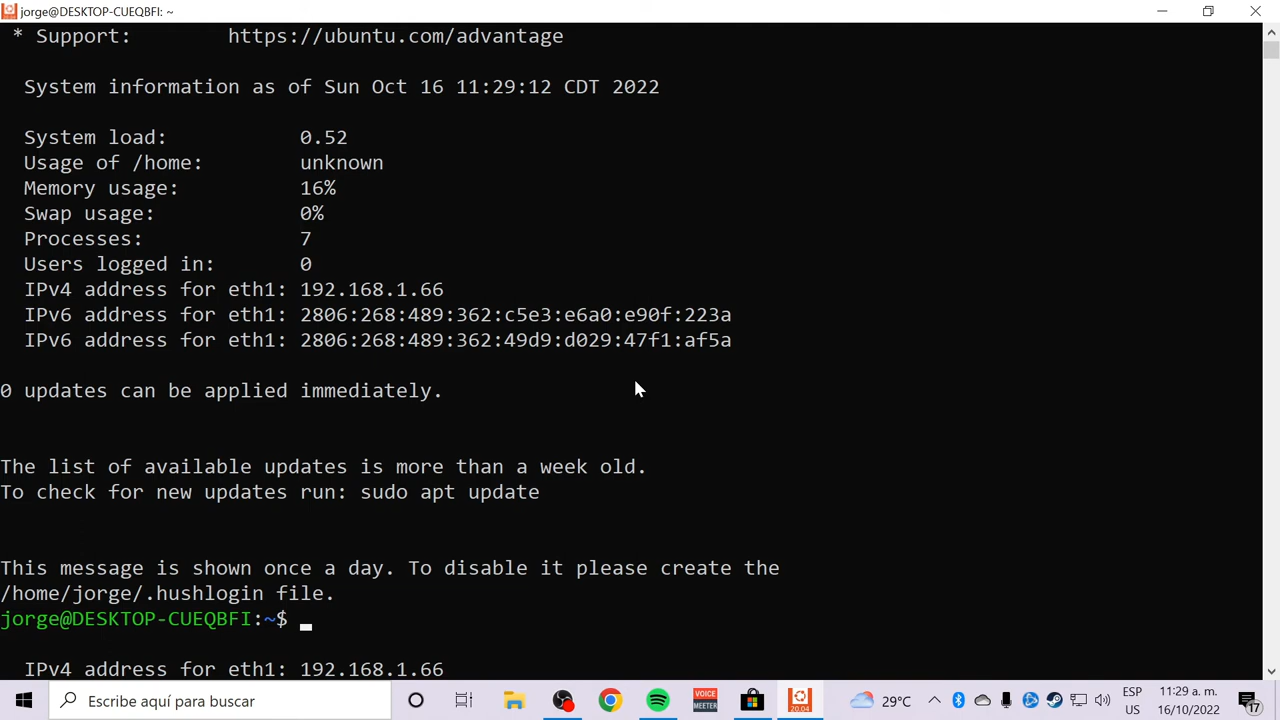 jorge@DESKTOP-CUEQBFI: ~
* Support: https://ubuntu.com/advantage
System information as of Sun Oct 16 11:29:12 CDT 2022
System load: 0.52
Usage of /home: unknown
Memory usage: 16%
Swap usage: 0%
Processes: 7
Users logged in: 0
IPv4 address for eth1: 192.168.1.66
IPv6 address for eth1: 2806:268:489:362:c5e3:e6a0:e90f:223a
IPv6 address for eth1: 2806:268:489:362:49d9:d029:47f1:af5a
0 updates can be applied immediately.
The list of available updates is more than a week old.
To check for new updates run: sudo apt update
This message is shown once a day. To disable it please create the
/home/jorge/.hushlogin file.
jorge@DESKTOP-CUEQBFI:~$ _
IPv4 address for eth1: 192.168.1.66
Escribe aquí para buscar
VOICE
MEETER
20.04
29°C
ESP
US
11:29 a. m.
16/10/2022
17